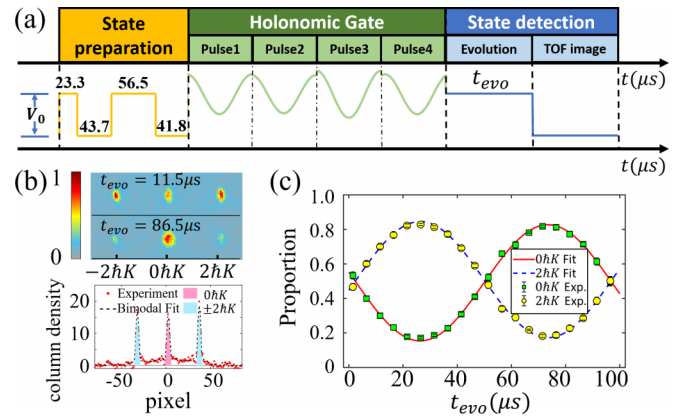 (a)
State preparation
Holonomic Gate
State detection
Pulse1 Pulse2 Pulse3 Pulse4
Evolution TOF image
t(μs)
23.3 56.5
t_evo
V₀
43.7 41.8
t(μs)
(b)
1
0
t_evo = 11.5μs
t_evo = 86.5μs
−2ħK 0ħK 2ħK
column density
20
10
0
Experiment
Bimodal Fit
0ħK
±2ħK
-50 0 50
pixel
(c)
Proportion
1.0
0.8
0.6
0.4
0.2
0.0
0ħK Fit
2ħK Fit
0ħK Exp.
2ħK Exp.
0 20 40 60 80 100
t_evo(μs)